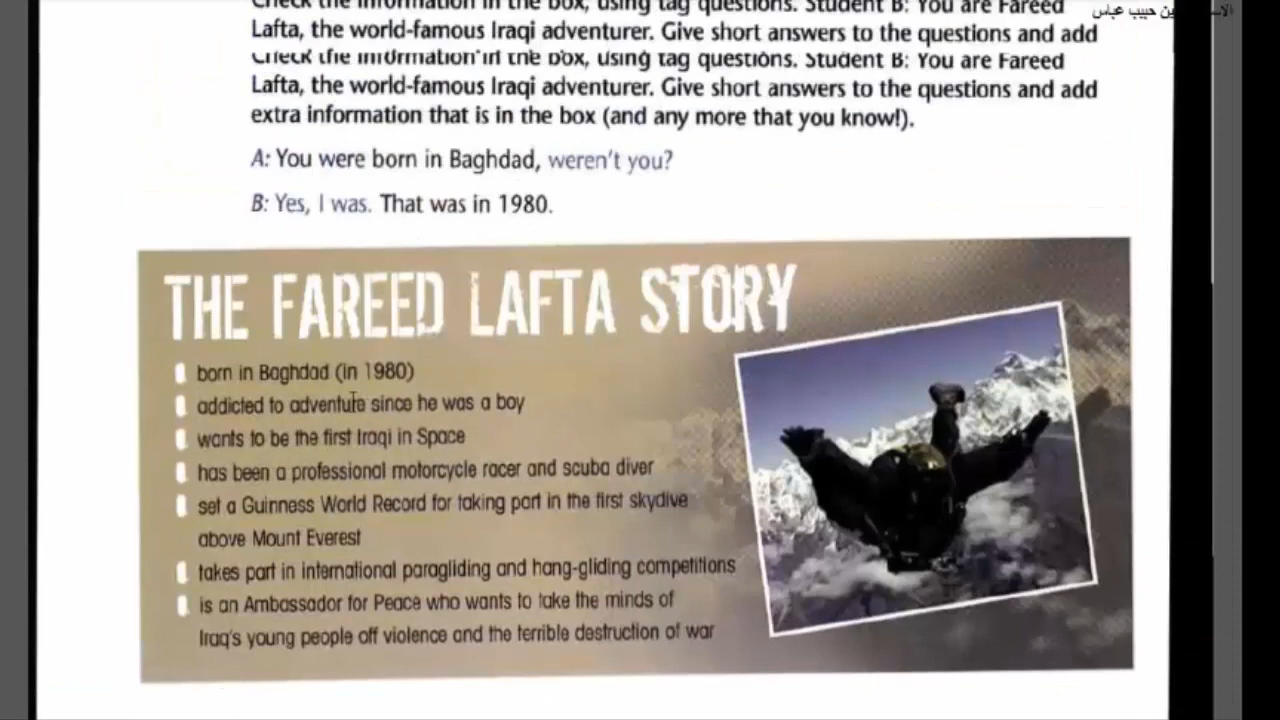 Check the information in the box, using tag questions. Student B: You are Fareed
حبيب عباس
Lafta, the world-famous Iraqi adventurer. Give short answers to the questions and add
Check the information in the box, using tag questions. Student B: You are Fareed
Lafta, the world-famous Iraqi adventurer. Give short answers to the questions and add
extra information that is in the box (and any more that you know!).
A: You were born in Baghdad, weren't you?
B: Yes, I was. That was in 1980.
THE FAREED LAFTA STORY
born in Baghdad (in 1980)
addicted to adventure since he was a boy
wants to be the first Iraqi in Space
has been a professional motorcycle racer and scuba diver
set a Guinness World Record for taking part in the first skydive
above Mount Everest
takes part in international paragliding and hang-gliding competitions
is an Ambassador for Peace who wants to take the minds of
Iraq's young people off violence and the terrible destruction of war